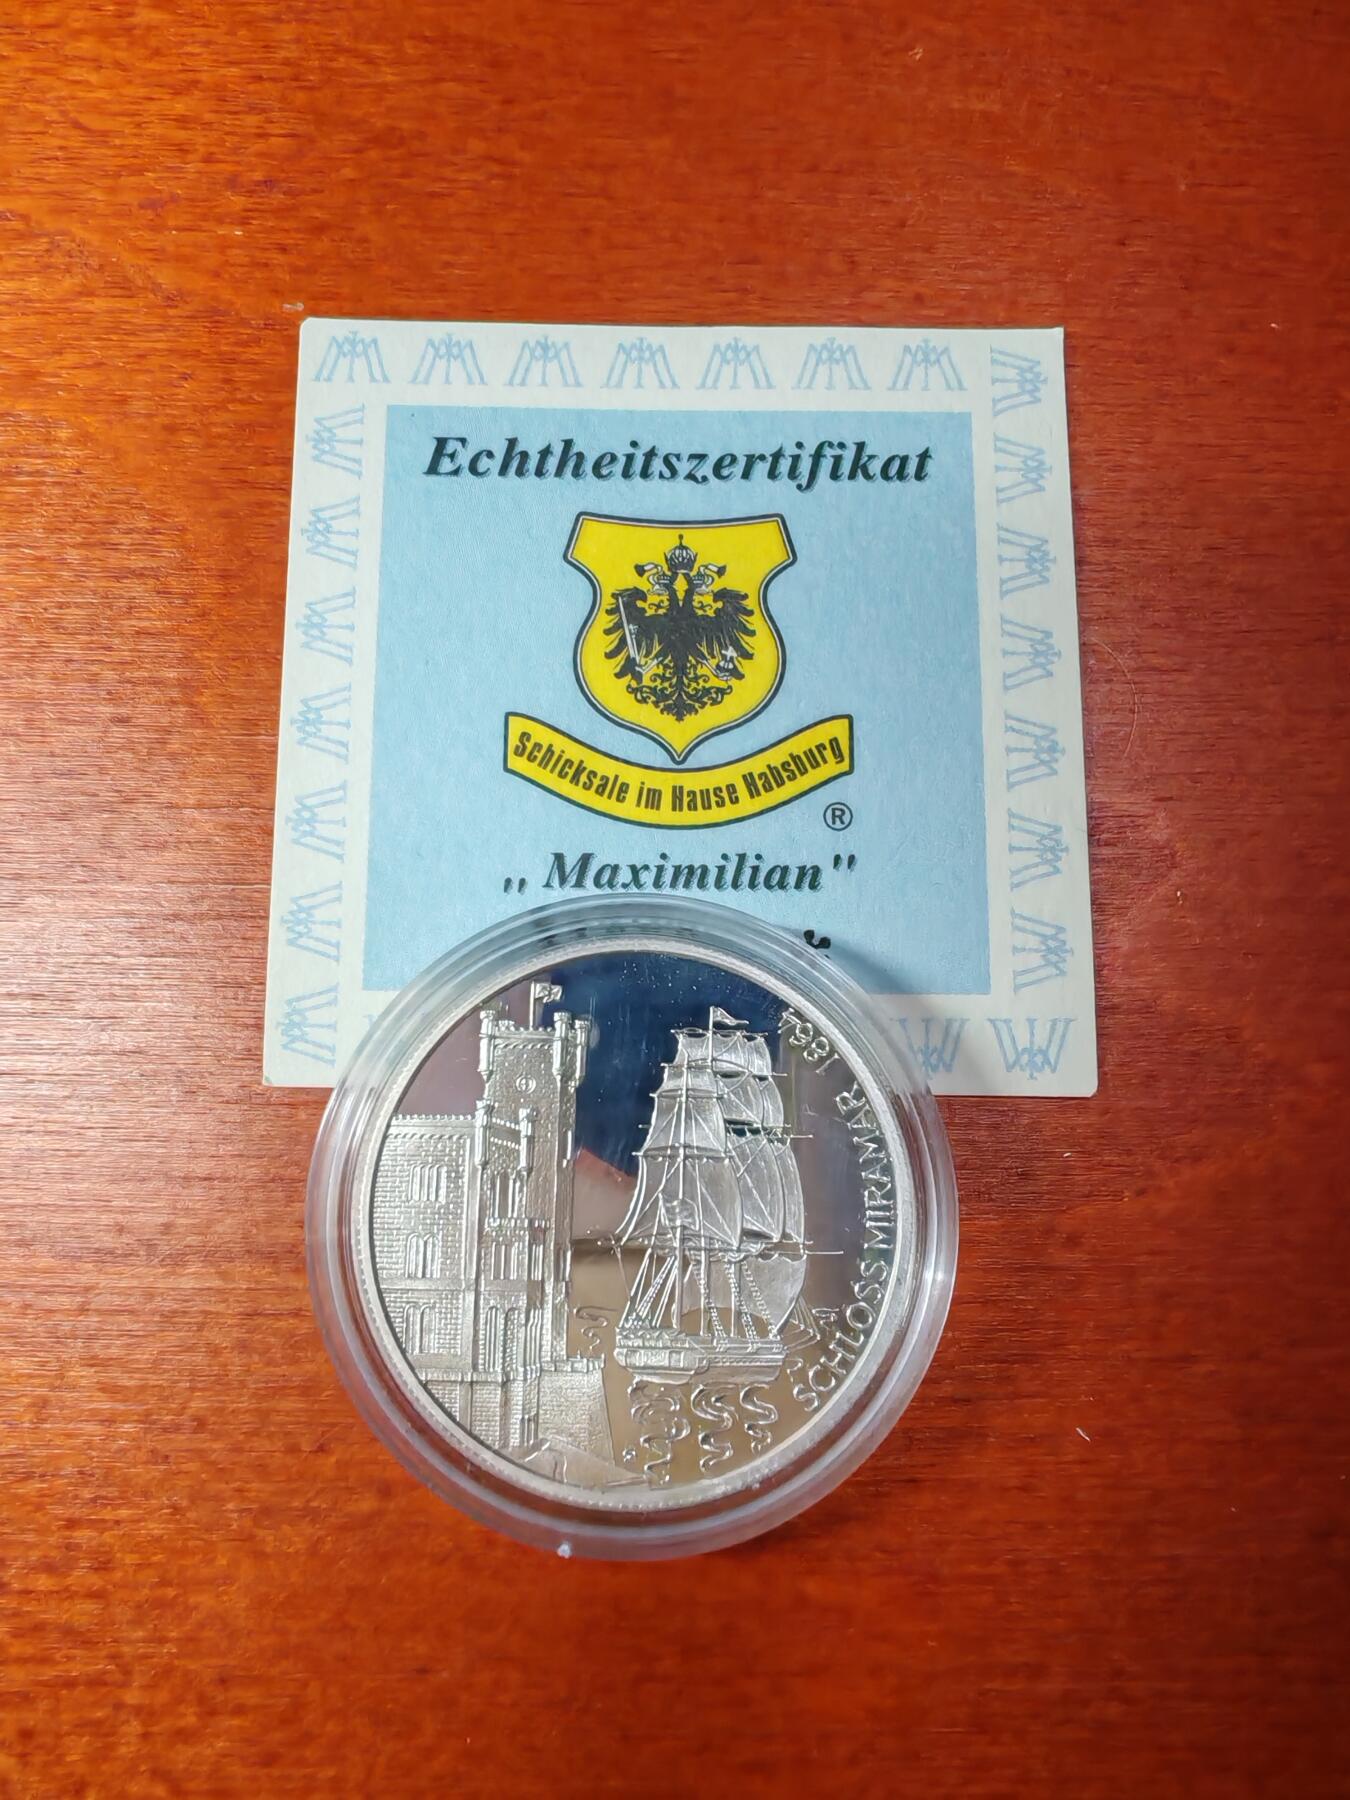 Echtheitszertifikat
Schicksale im Hause Habsburg
®
„Maximilian"
SCHLOSS MIRAMAR 1864